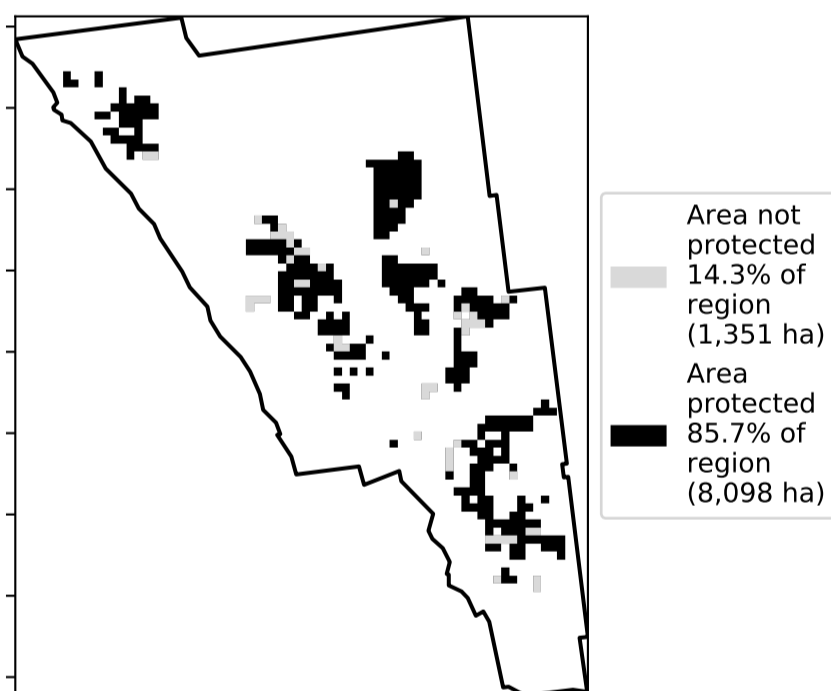 Area not
protected
14.3% of
region
(1,351 ha)
Area
protected
85.7% of
region
(8,098 ha)